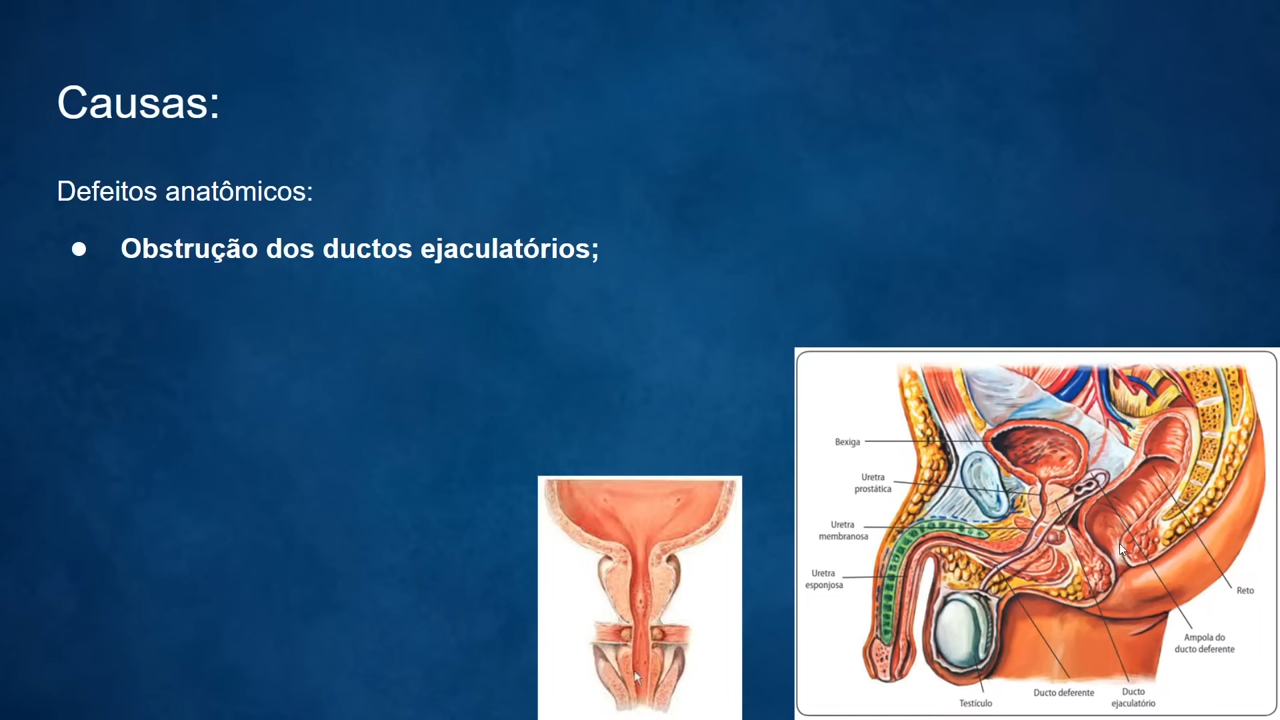 Causas:
Defeitos anatômicos:
● Obstrução dos ductos ejaculatórios;
Bexiga
Uretra
prostática
Uretra
membranosa
Uretra
esponjosa
Reto
Ampola do
ducto deferente
Ducto deferente
Ducto
ejaculatório
Testículo